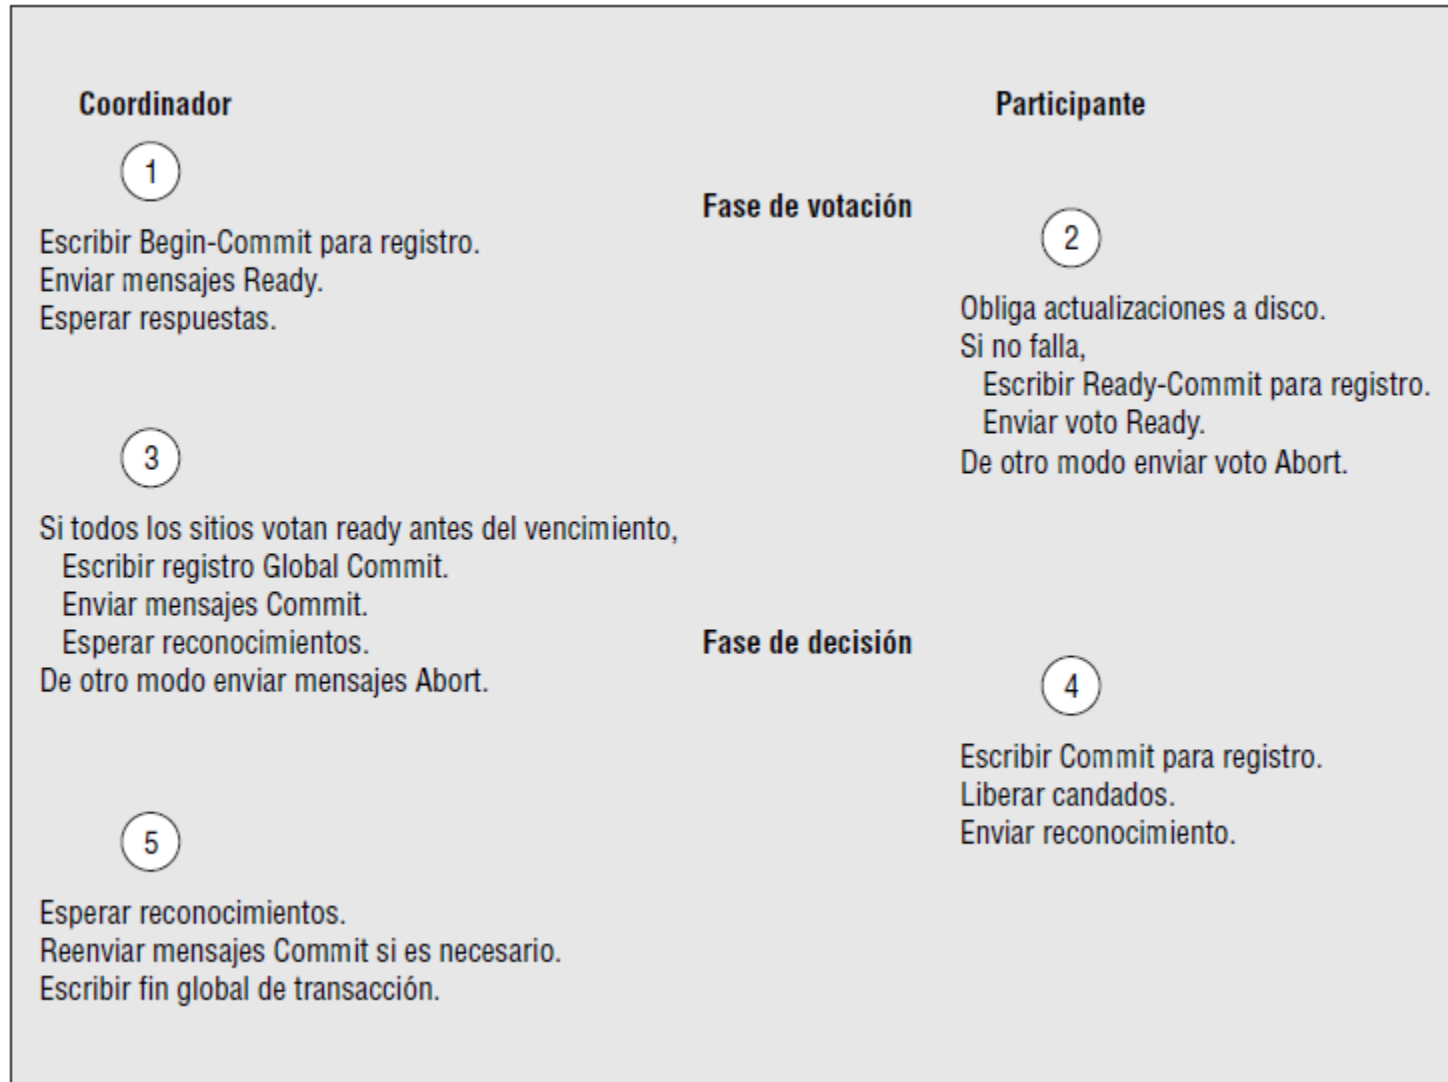 Coordinador
Participante
1
Fase de votación
2
Escribir Begin-Commit para registro.
Enviar mensajes Ready.
Esperar respuestas.
Obliga actualizaciones a disco.
Si no falla,
Escribir Ready-Commit para registro.
Enviar voto Ready.
De otro modo enviar voto Abort.
3
Si todos los sitios votan ready antes del vencimiento,
Escribir registro Global Commit.
Enviar mensajes Commit.
Esperar reconocimientos.
De otro modo enviar mensajes Abort.
Fase de decisión
4
Escribir Commit para registro.
Liberar candados.
Enviar reconocimiento.
5
Esperar reconocimientos.
Reenviar mensajes Commit si es necesario.
Escribir fin global de transacción.